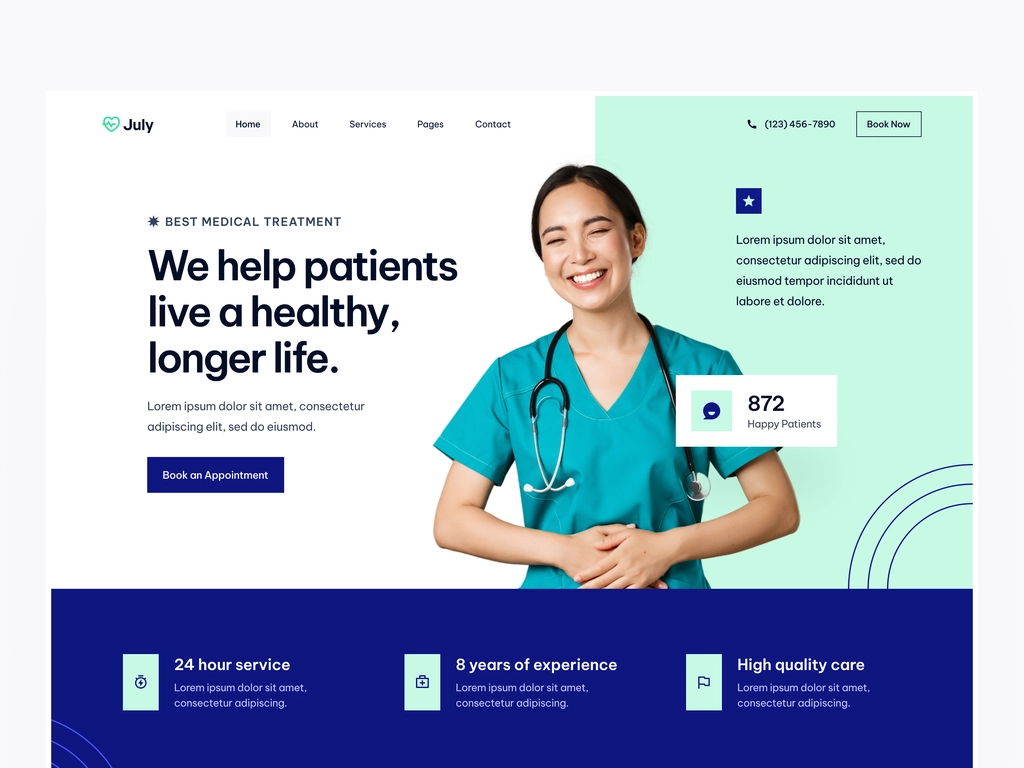 July
Home
About
Services
Pages
Contact
(123) 456-7890
Book Now
BEST MEDICAL TREATMENT
We help patients
live a healthy,
longer life.
Lorem ipsum dolor sit amet, consectetur
adipiscing elit, sed do eiusmod.
Book an Appointment
Lorem ipsum dolor sit amet,
consectetur adipiscing elit, sed do
eiusmod tempor incididunt ut
labore et dolore.
872
Happy Patients
24 hour service
Lorem ipsum dolor sit amet,
consectetur adipiscing.
8 years of experience
Lorem ipsum dolor sit amet,
consectetur adipiscing.
High quality care
Lorem ipsum dolor sit amet,
consectetur adipiscing.